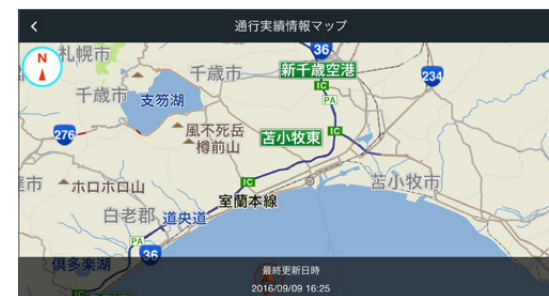 通行実績情報マップ
N
札幌市
36
千歳市
新千歳空港
IC
234
千歳市
支笏湖
PA
276
風不死岳
樽前山
苫小牧東
IC
ホロホロ山
IC
苫小牧市
室蘭本線
白老郡
道央道
PA
36
倶多楽湖
最終更新日時
2016/09/09 16:25